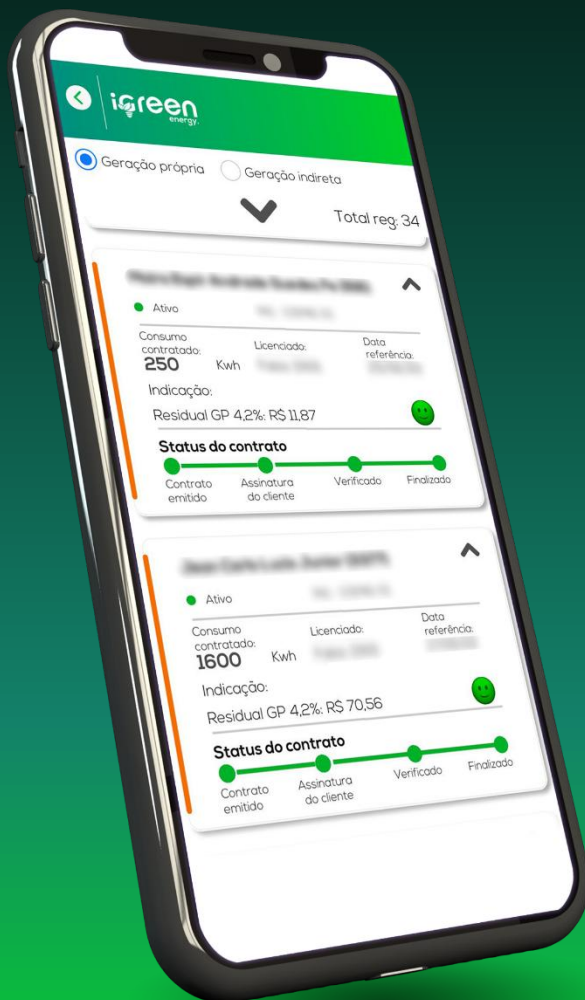 igreen
energy.
Geração própria Geração indireta
Total reg: 34
Ativo
Consumo contratado: Licenciado: Data referência:
250 Kwh
Indicação:
Residual GP 4,2%: R$ 11,87
Status do contrato
Contrato emitido Assinatura do cliente Verificado Finalizado
Ativo
Consumo contratado: Licenciado: Data referência:
1600 Kwh
Indicação:
Residual GP 4,2%: R$ 70,56
Status do contrato
Contrato emitido Assinatura do cliente Verificado Finalizado